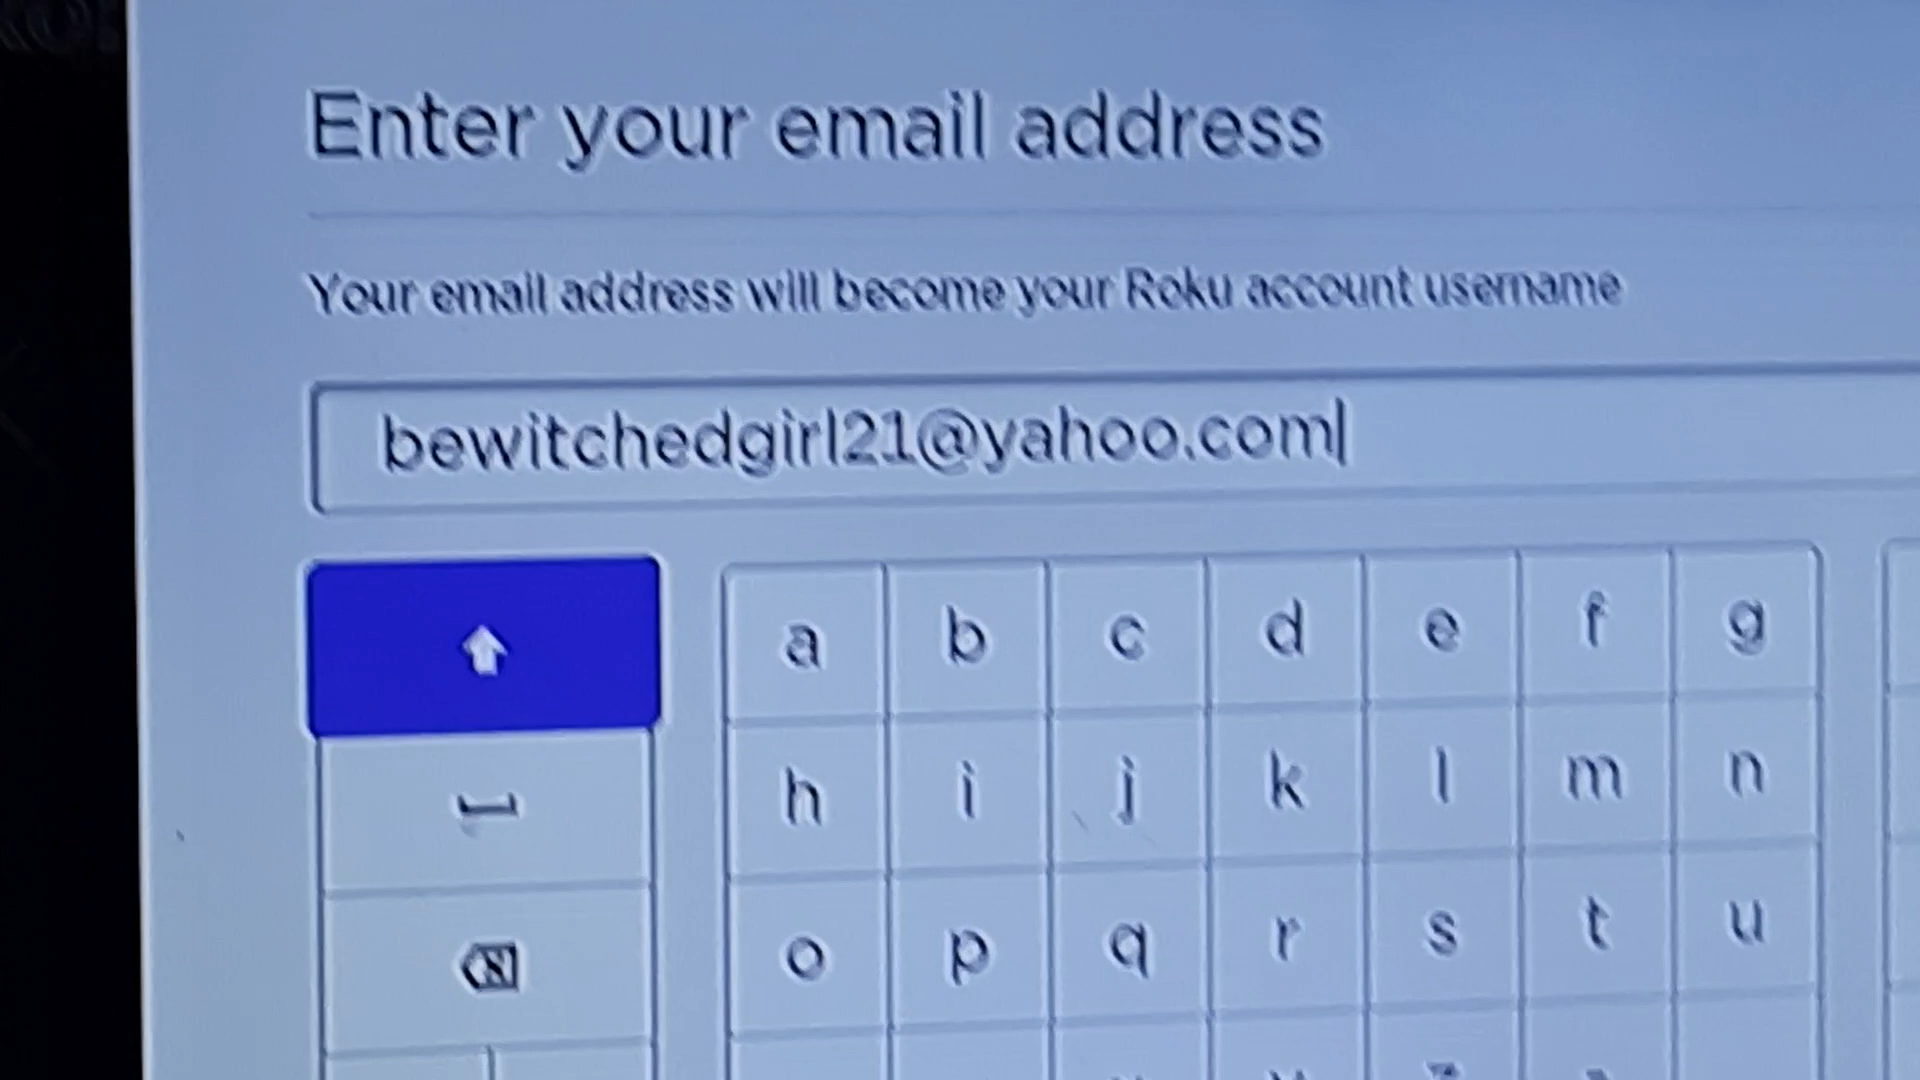 Enter your email address
Your email address will become your Roku account username
bewitchedgirl21@yahoo.com
a b c d e f g
h i j k l m n
o p q r s t u